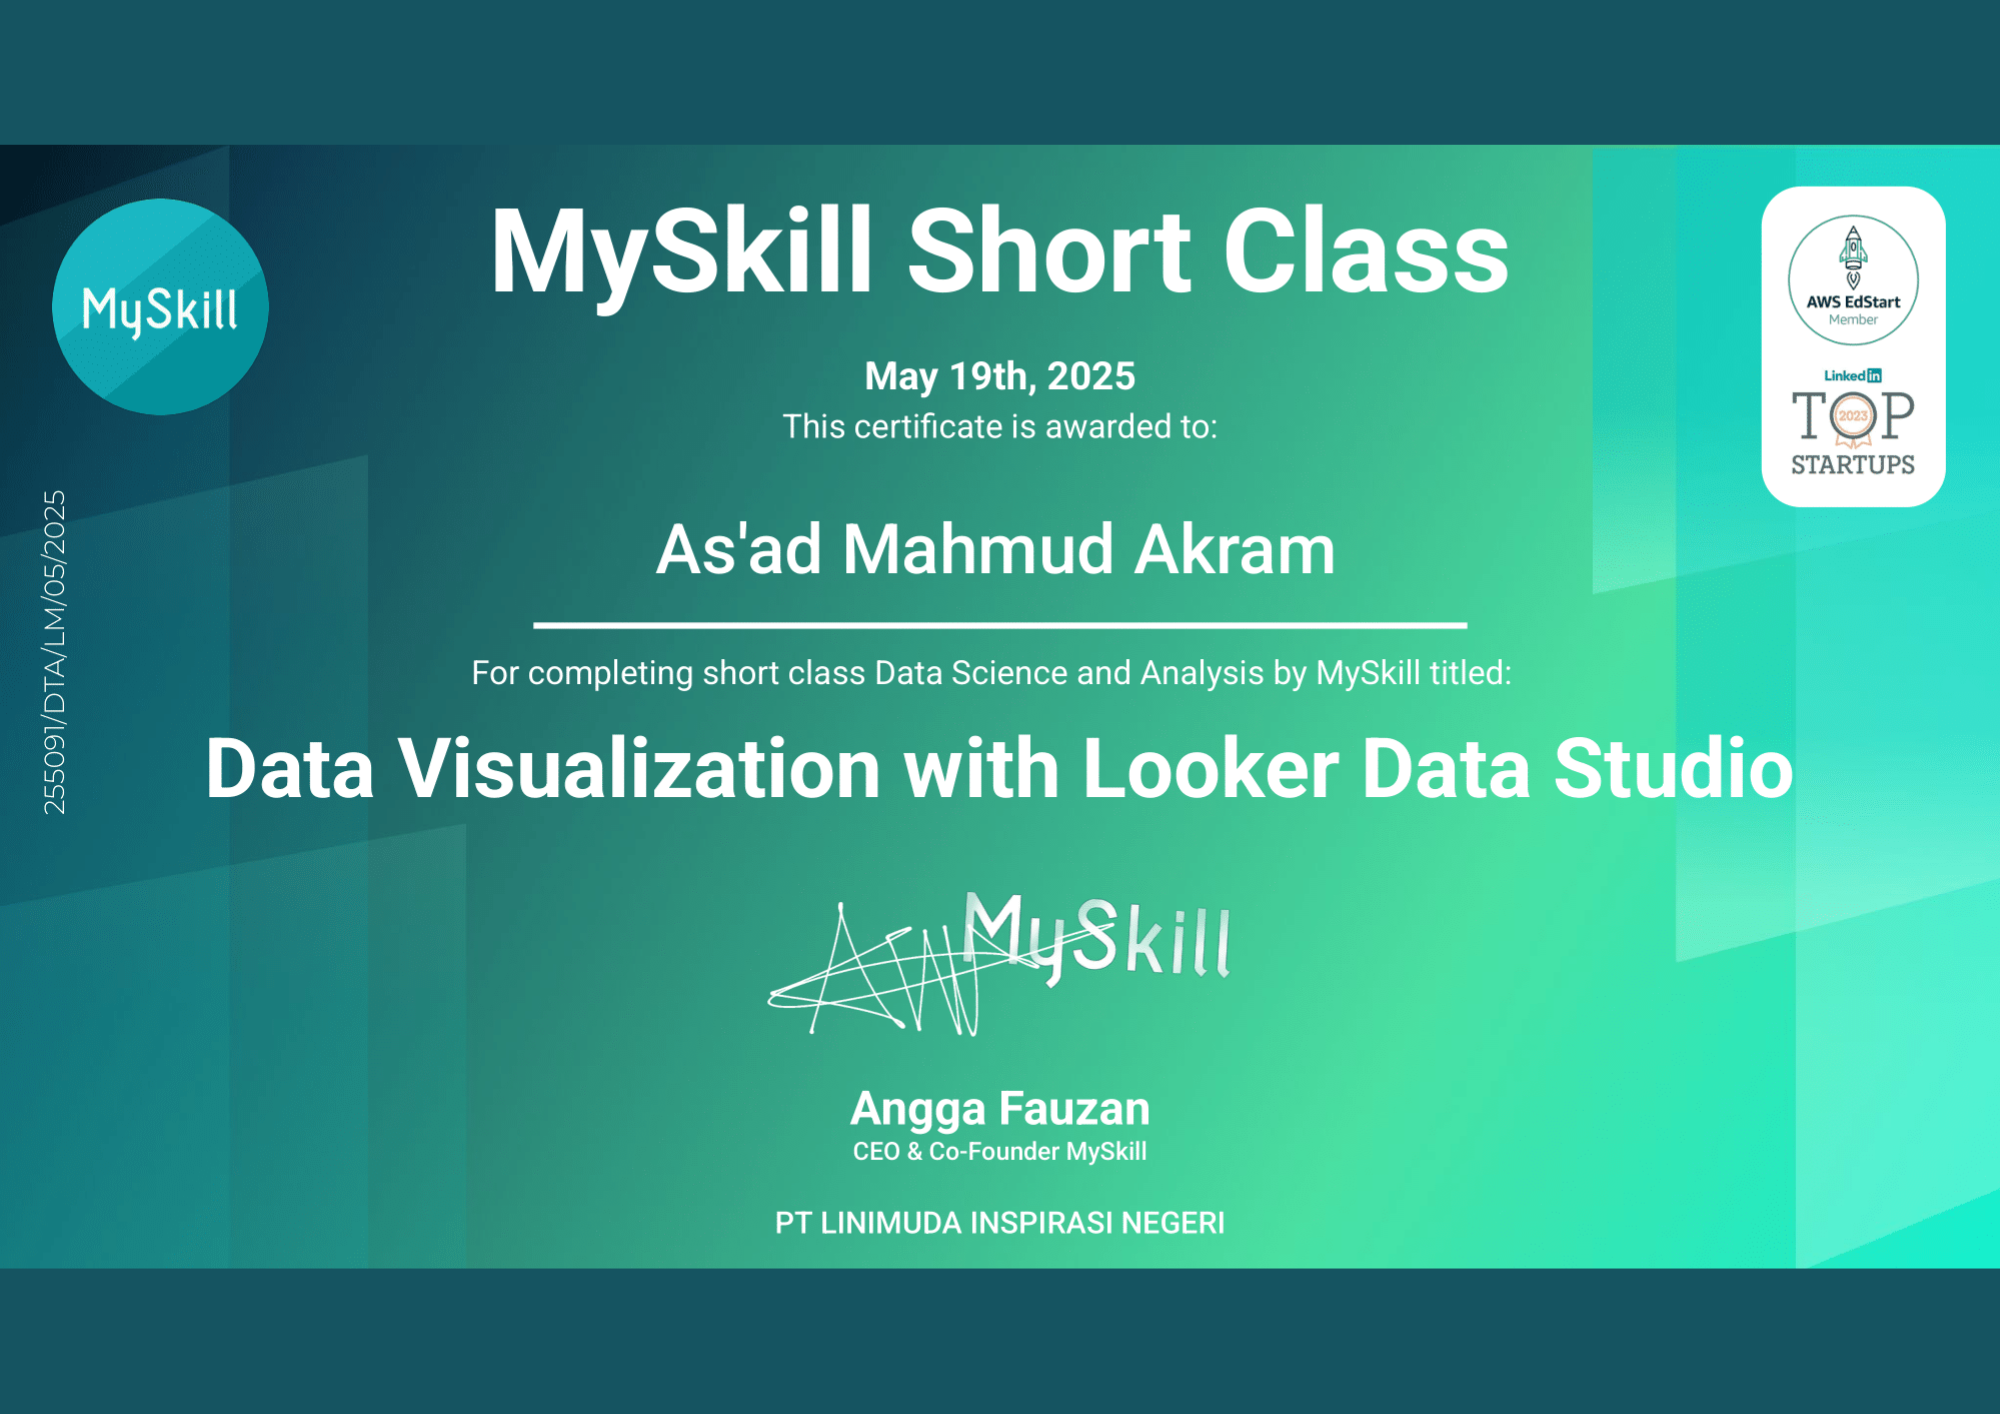 MySkill
MySkill Short Class
AWS EdStart
Member
Linked in
TOP
2023
STARTUPS
May 19th, 2025
This certificate is awarded to:
As'ad Mahmud Akram
255091/DTA/LM/05/2025
For completing short class Data Science and Analysis by MySkill titled:
Data Visualization with Looker Data Studio
MySkill
Angga Fauzan
CEO & Co-Founder MySkill
PT LINIMUDA INSPIRASI NEGERI